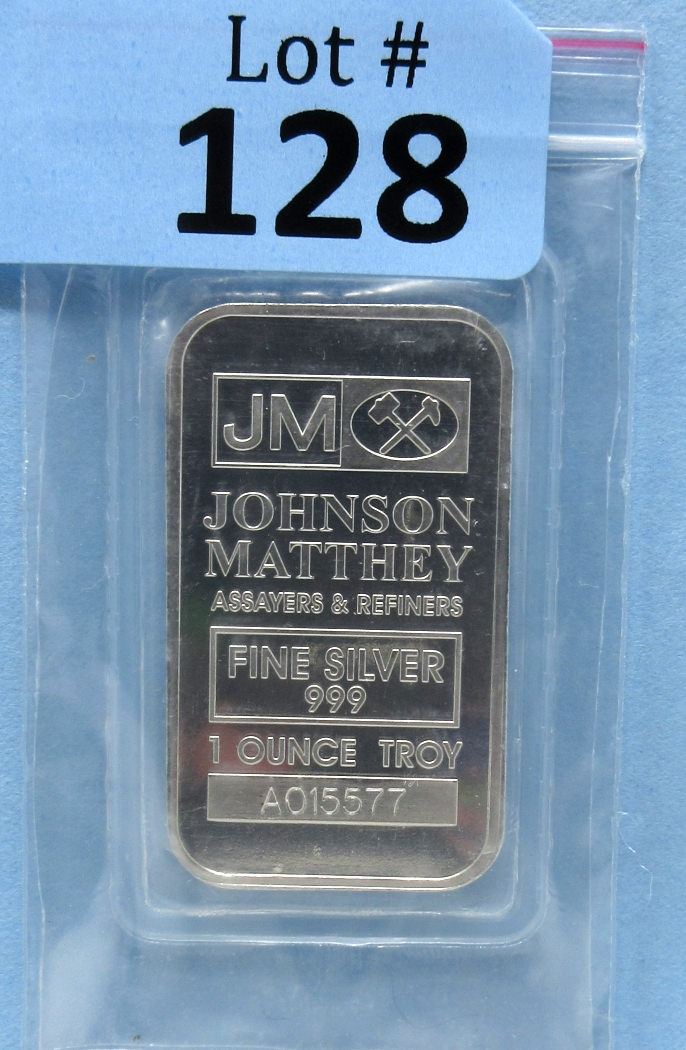 Lot #
128
JM
JOHNSON
MATTHEY
ASSAYERS & REFINERS
FINE SILVER
999
1 OUNCE TROY
A015577